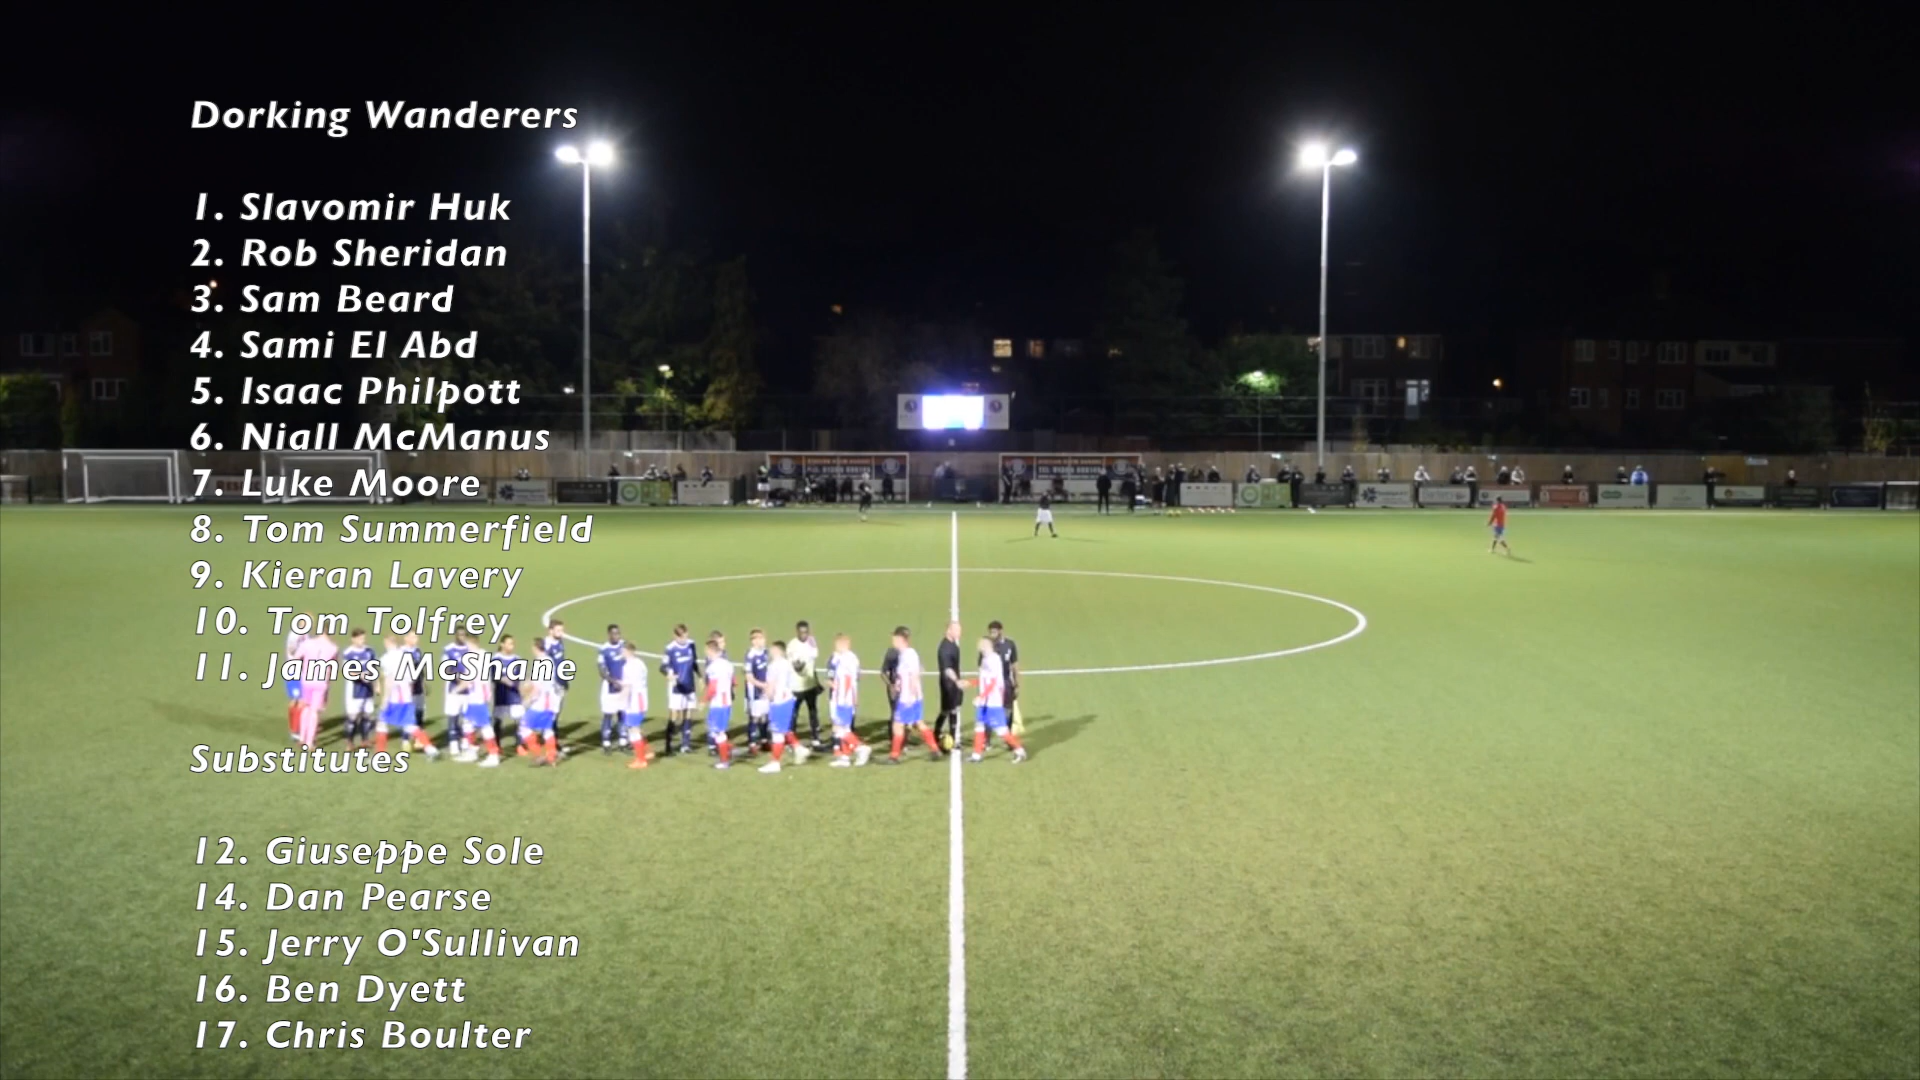 Dorking Wanderers
1. Slavomir Huk
2. Rob Sheridan
3. Sam Beard
4. Sami El Abd
5. Isaac Philpott
6. Niall McManus
7. Luke Moore
8. Tom Summerfield
9. Kieran Lavery
10. Tom Tolfrey
11. James McShane
Substitutes
12. Giuseppe Sole
14. Dan Pearse
15. Jerry O'Sullivan
16. Ben Dyett
17. Chris Boulter